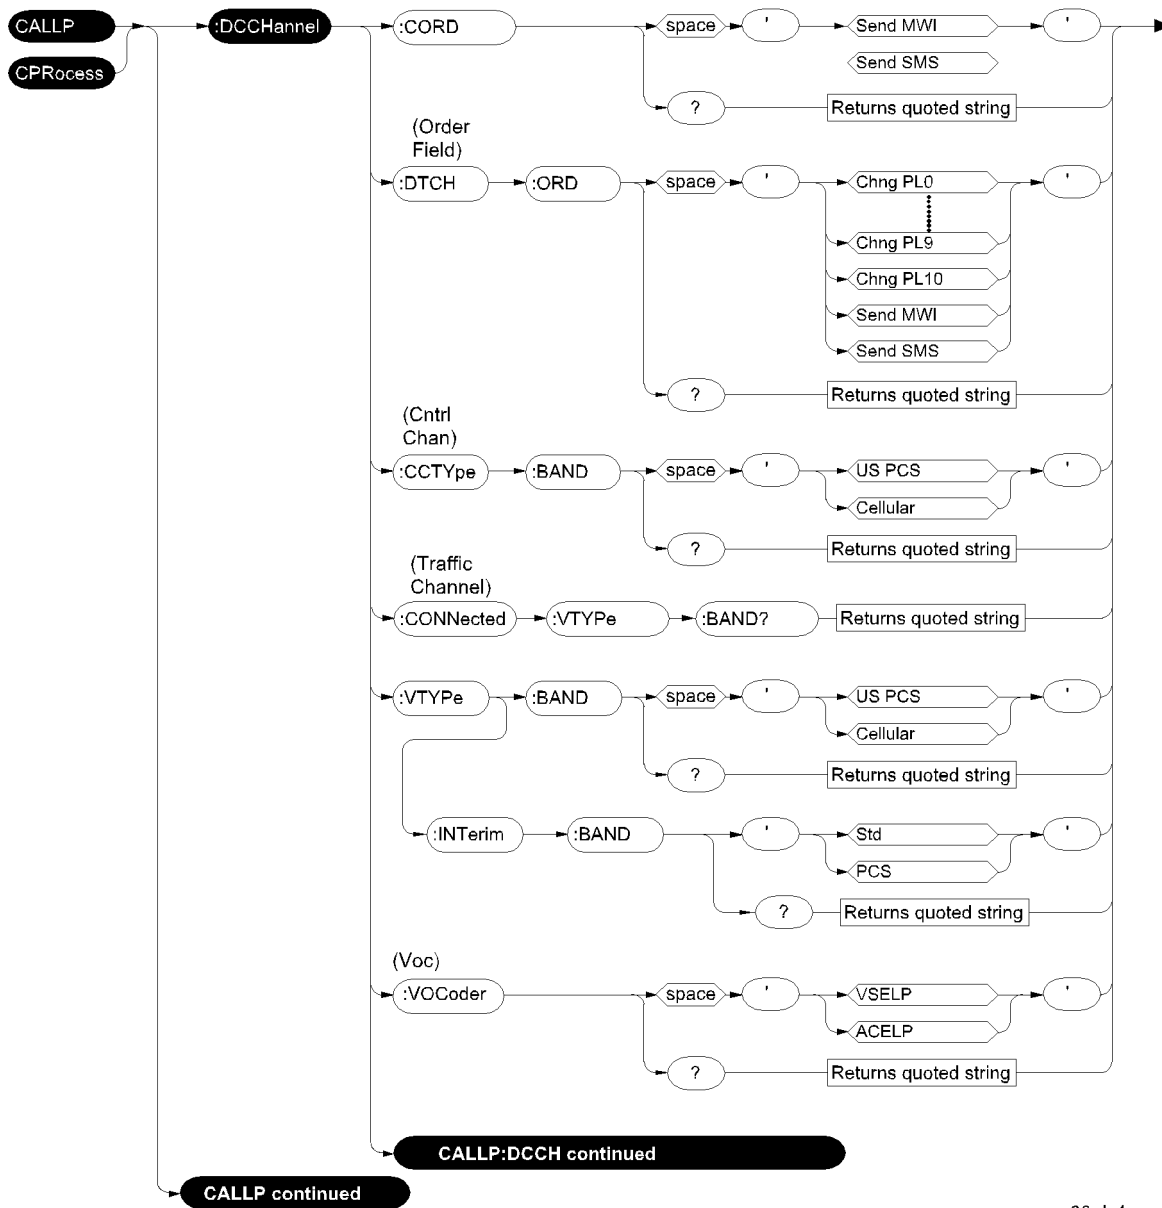 CALLP :DCCHannel :CORD space ' Send MWI '
CPRocess Send SMS
? Returns quoted string
(Order
Field)
:DTCH :ORD space ' Chng PL0 '
Chng PL9
Chng PL10
Send MWI
Send SMS
? Returns quoted string
(Cntrl
Chan)
:CCTYpe :BAND space ' US PCS '
Cellular
? Returns quoted string
(Traffic
Channel)
:CONNected :VTYPe :BAND? Returns quoted string
:VTYPe :BAND space ' US PCS '
Cellular
? Returns quoted string
:INTerim :BAND ' Std '
PCS
? Returns quoted string
(Voc)
:VOCoder space ' VSELP '
ACELP
? Returns quoted string
CALLP:DCCH continued
CALLP continued